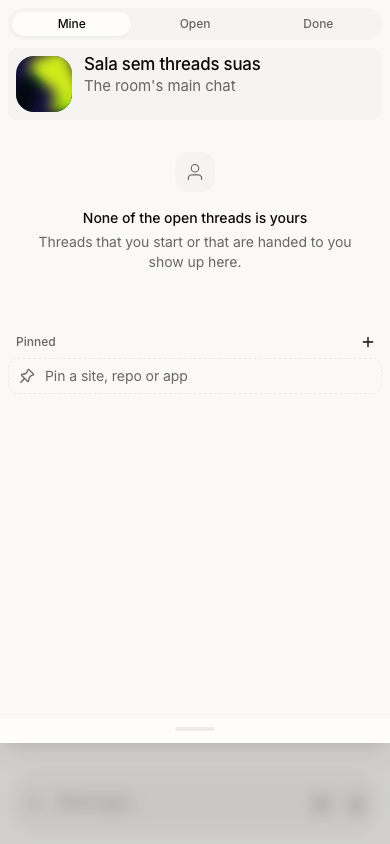 Mine
Open
Done
Sala sem threads suas
The room's main chat
None of the open threads is yours
Threads that you start or that are handed to you
show up here.
Pinned
Pin a site, repo or app